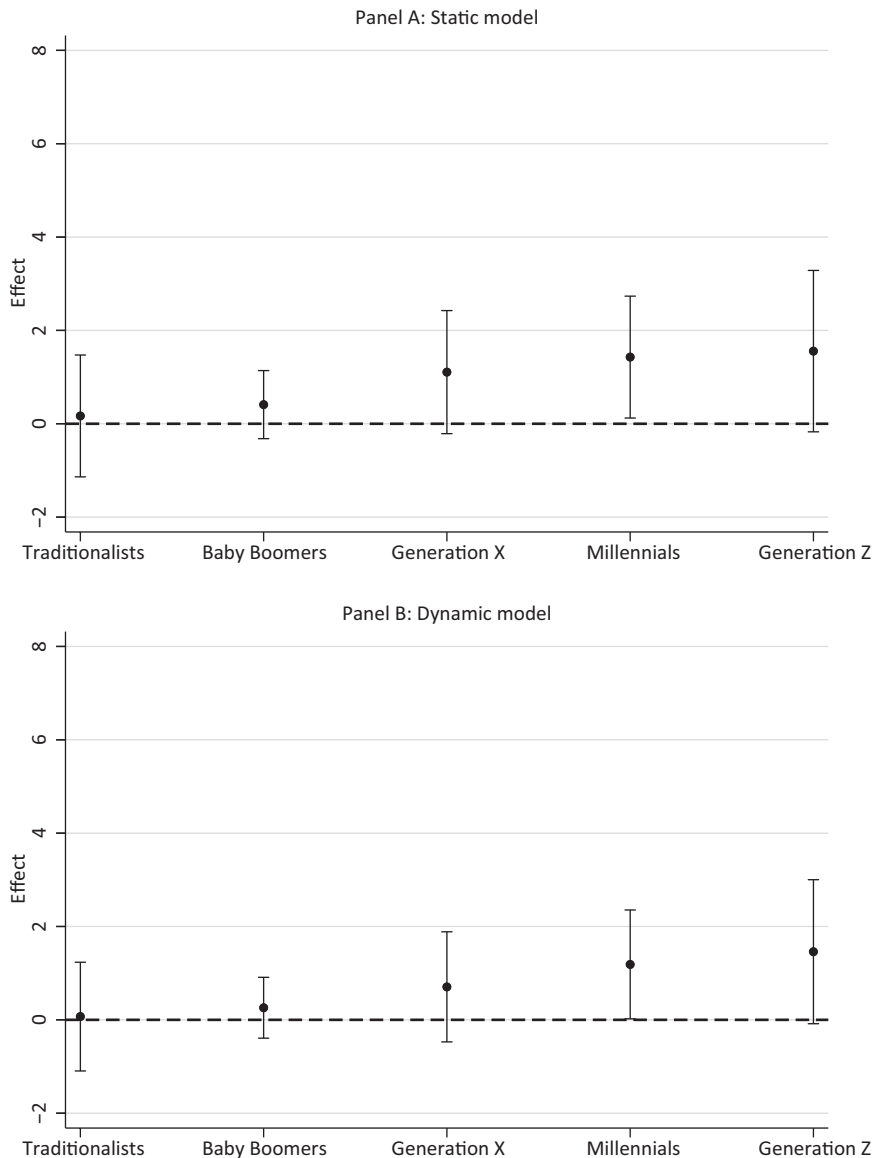 Panel A: Static model
8
6
4
2
0
−2
Effect
Traditionalists Baby Boomers Generation X Millennials Generation Z
Panel B: Dynamic model
8
6
4
2
0
−2
Effect
Traditionalists Baby Boomers Generation X Millennials Generation Z